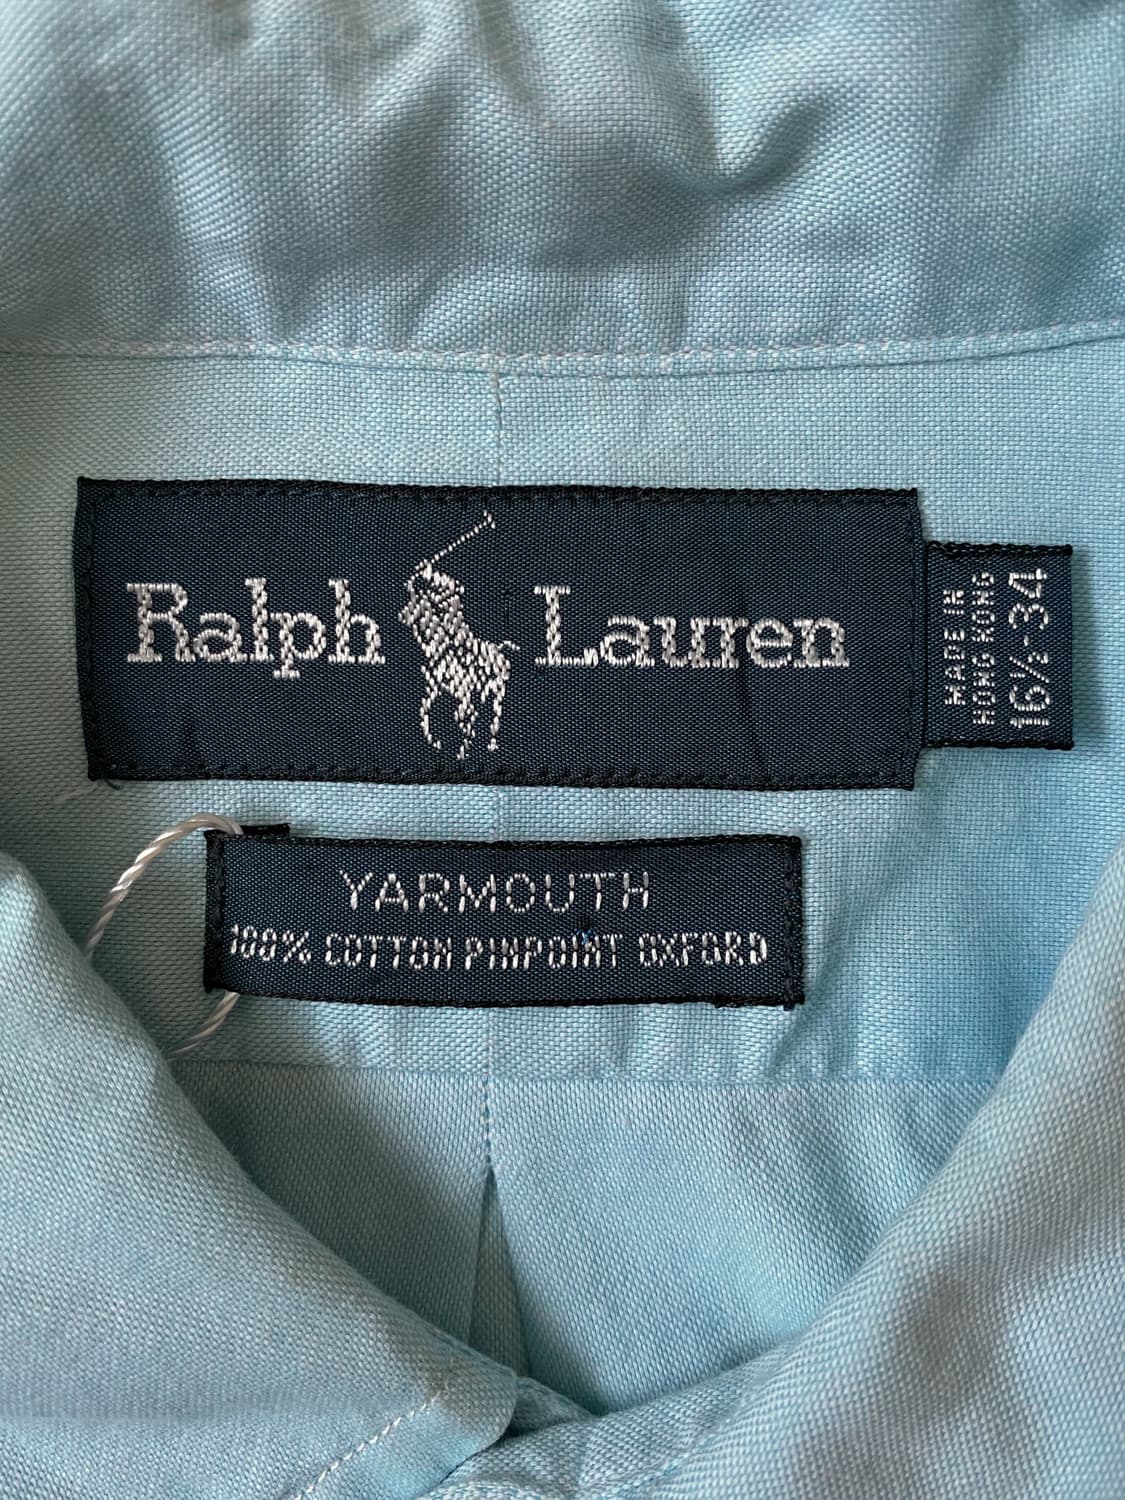 Ralph Lauren
MADE IN
HONG KONG
16½-34
YARMOUTH
100% COTTON PINPOINT OXFORD